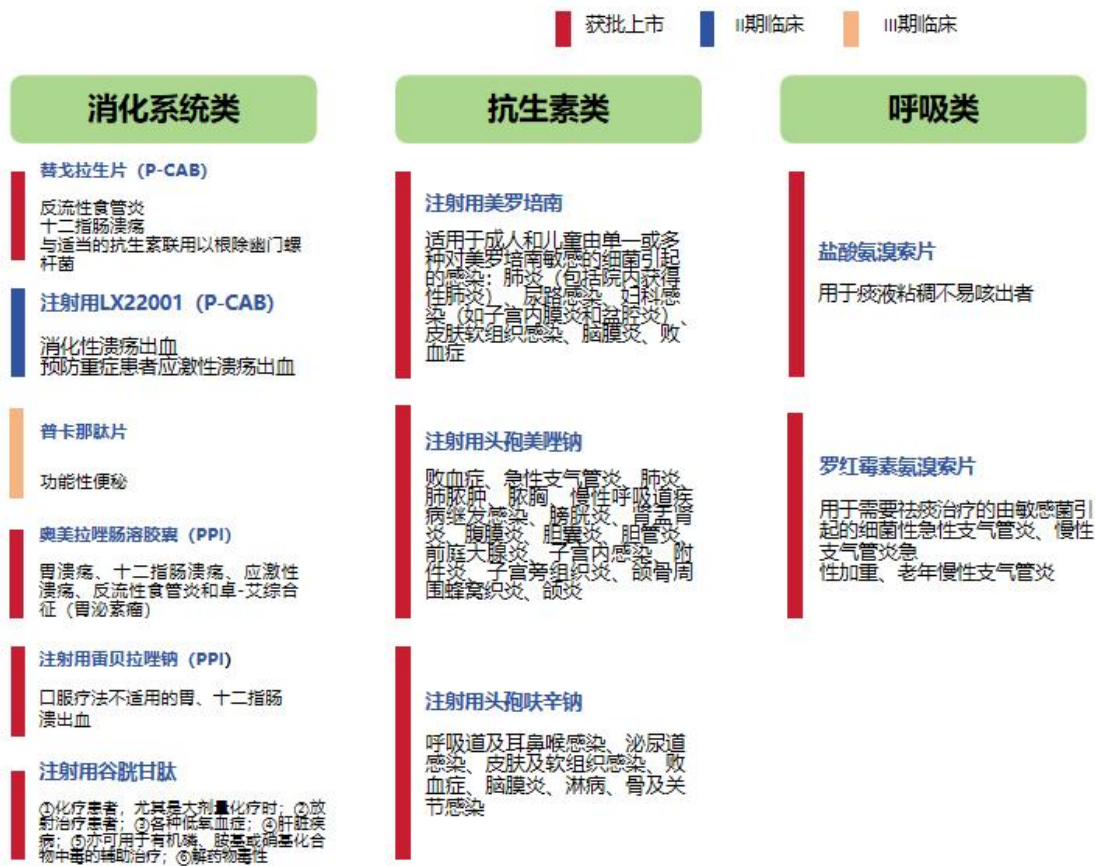 获批上市
II期临床
III期临床
消化系统类
替戈拉生片（P-CAB）
反流性食管炎
十二指肠溃疡
与适当的抗生素联用以根除幽门螺
杆菌
注射用LX22001（P-CAB）
消化性溃疡出血
预防重症患者应激性溃疡出血
普卡那肽片
功能性便秘
奥美拉唑肠溶胶囊（PPI）
胃溃疡、十二指肠溃疡、应激性
溃疡、反流性食管炎和卓-艾综合
征（胃泌素瘤）
注射用雷贝拉唑钠（PPI）
口服疗法不适用的胃、十二指肠
溃出血
注射用谷胱甘肽
①化疗患者，尤其是大剂量化疗时；②放
射治疗患者；③各种低氧血症；④肝脏疾
病；⑤亦可用于有机磷、胺基或硝基化合
物中毒的辅助治疗；⑥解药物毒性
抗生素类
注射用美罗培南
适用于成人和儿童由单一或多
种对美罗培南敏感的细菌引起
的感染：肺炎（包括院内获得
性肺炎）、尿路感染、妇科感
染（如子宫内膜炎和盆腔炎）、
皮肤软组织感染、脑膜炎、败
血症
注射用头孢美唑钠
败血症、急性支气管炎、肺炎、
肺脓肿、脓胸、慢性呼吸道疾
病继发感染、膀胱炎、肾盂肾
炎、腹膜炎、胆囊炎、胆管炎、
前庭大腺炎、子宫内感染、附
件炎、子宫旁组织炎、颌骨周
围蜂窝织炎、颌炎
注射用头孢呋辛钠
呼吸道及耳鼻喉感染、泌尿道
感染、皮肤及软组织感染、败
血症、脑膜炎、淋病、骨及关
节感染
呼吸类
盐酸氨溴索片
用于痰液粘稠不易咳出者
罗红霉素氨溴索片
用于需要祛痰治疗的由敏感菌引
起的细菌性急性支气管炎、慢性
支气管炎急
性加重、老年慢性支气管炎